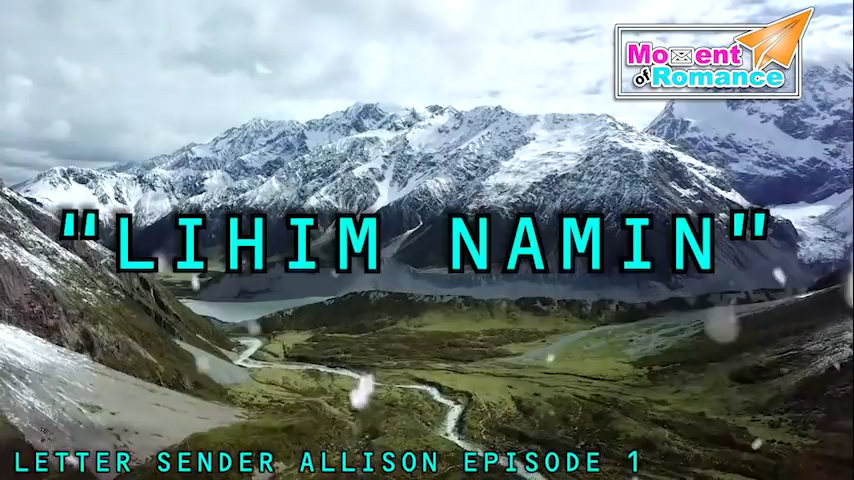 Moment
of Romance
"LIHIM NAMIN"
LETTER SENDER ALLISON EPISODE 1